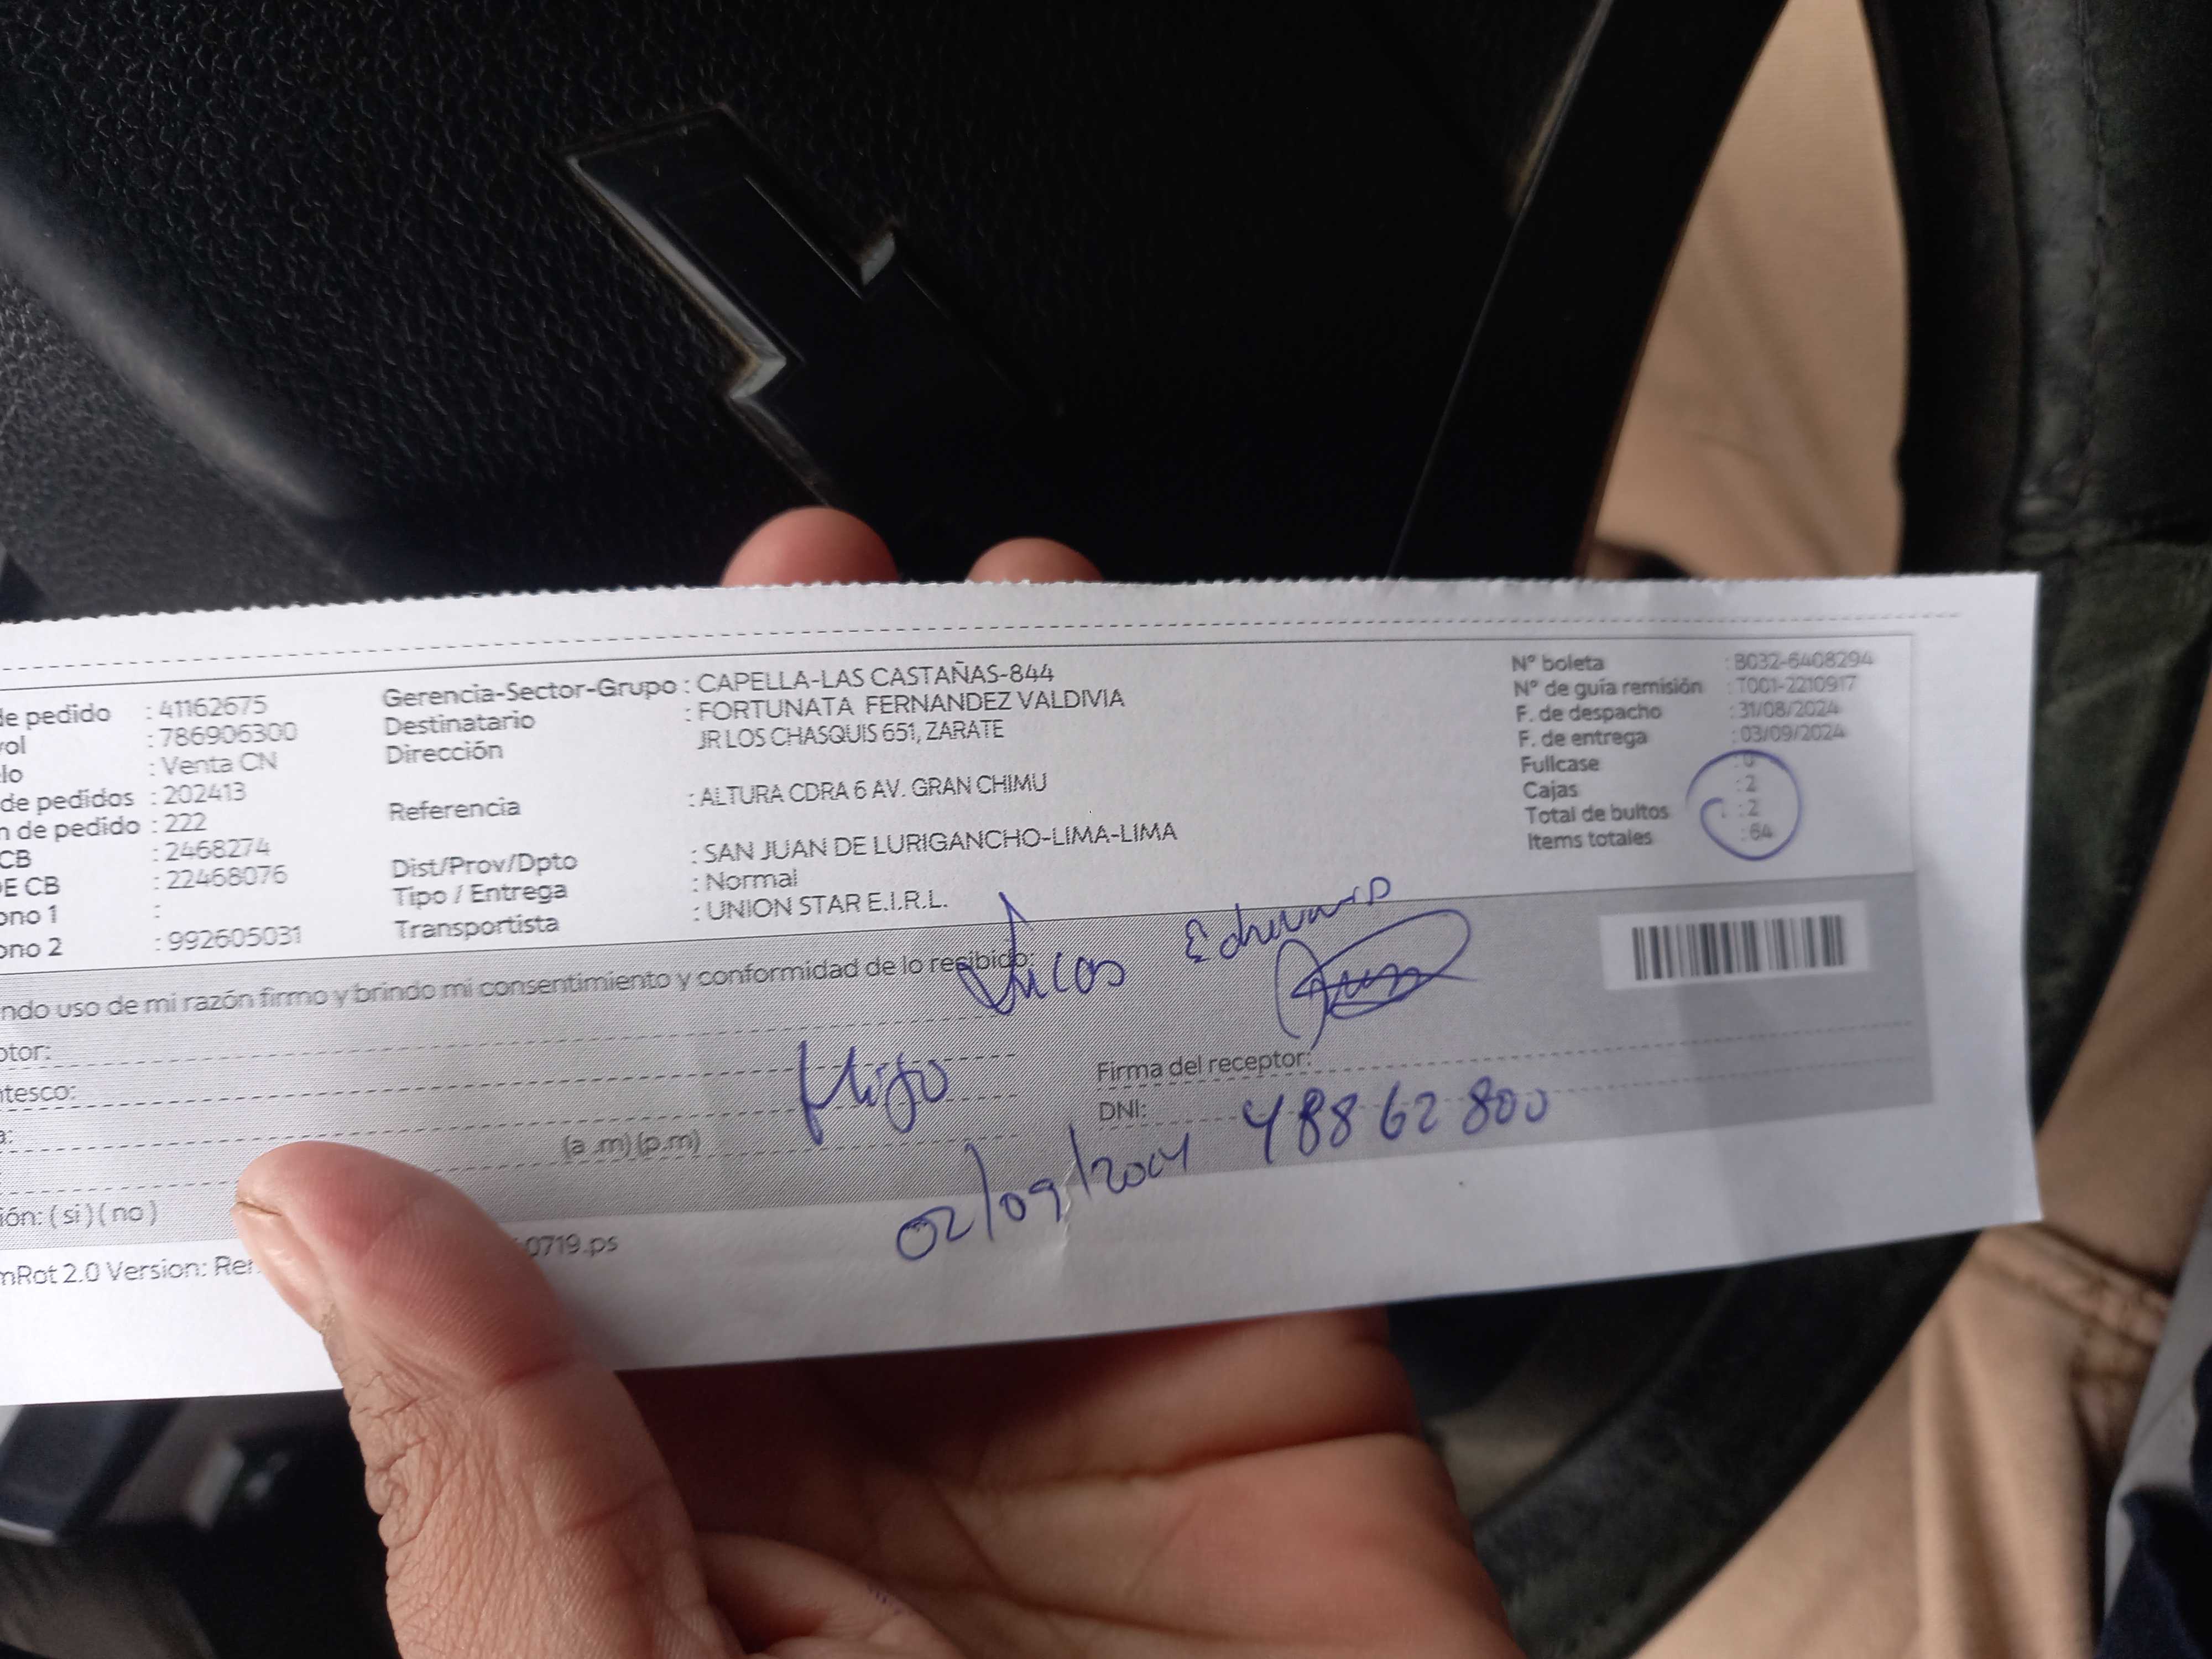 de pedido : 41162675
rol : 786906300
lo : Venta CN
de pedidos : 202413
n de pedido : 222
CB : 2468274
E CB : 22468076
ono 1 :
ono 2 : 992605031
Gerencia-Sector-Grupo : CAPELLA-LAS CASTAÑAS-844
Destinatario : FORTUNATA FERNANDEZ VALDIVIA
Dirección JR LOS CHASQUIS 651, ZARATE
Referencia : ALTURA CDRA 6 AV. GRAN CHIMU
Dist/Prov/Dpto : SAN JUAN DE LURIGANCHO-LIMA-LIMA
Tipo / Entrega : Normal
Transportista : UNION STAR E.I.R.L.
N° boleta : B032-6408294
N° de guía remisión : T001-2210917
F. de despacho : 31/08/2024
F. de entrega : 03/09/2024
Fullcase : 0
Cajas : 2
Total de bultos : 2
Items totales : 64
ndo uso de mi razón firmo y brindo mi consentimiento y conformidad de lo recibido:
otor:
Lucas
ntesco:
Hijo
a:
(a .m) (p.m)
Firma del receptor:
DNI: 48862800
02/09/2004
ión: ( si ) ( no )
mRot 2.0 Version: Rer 0719.ps